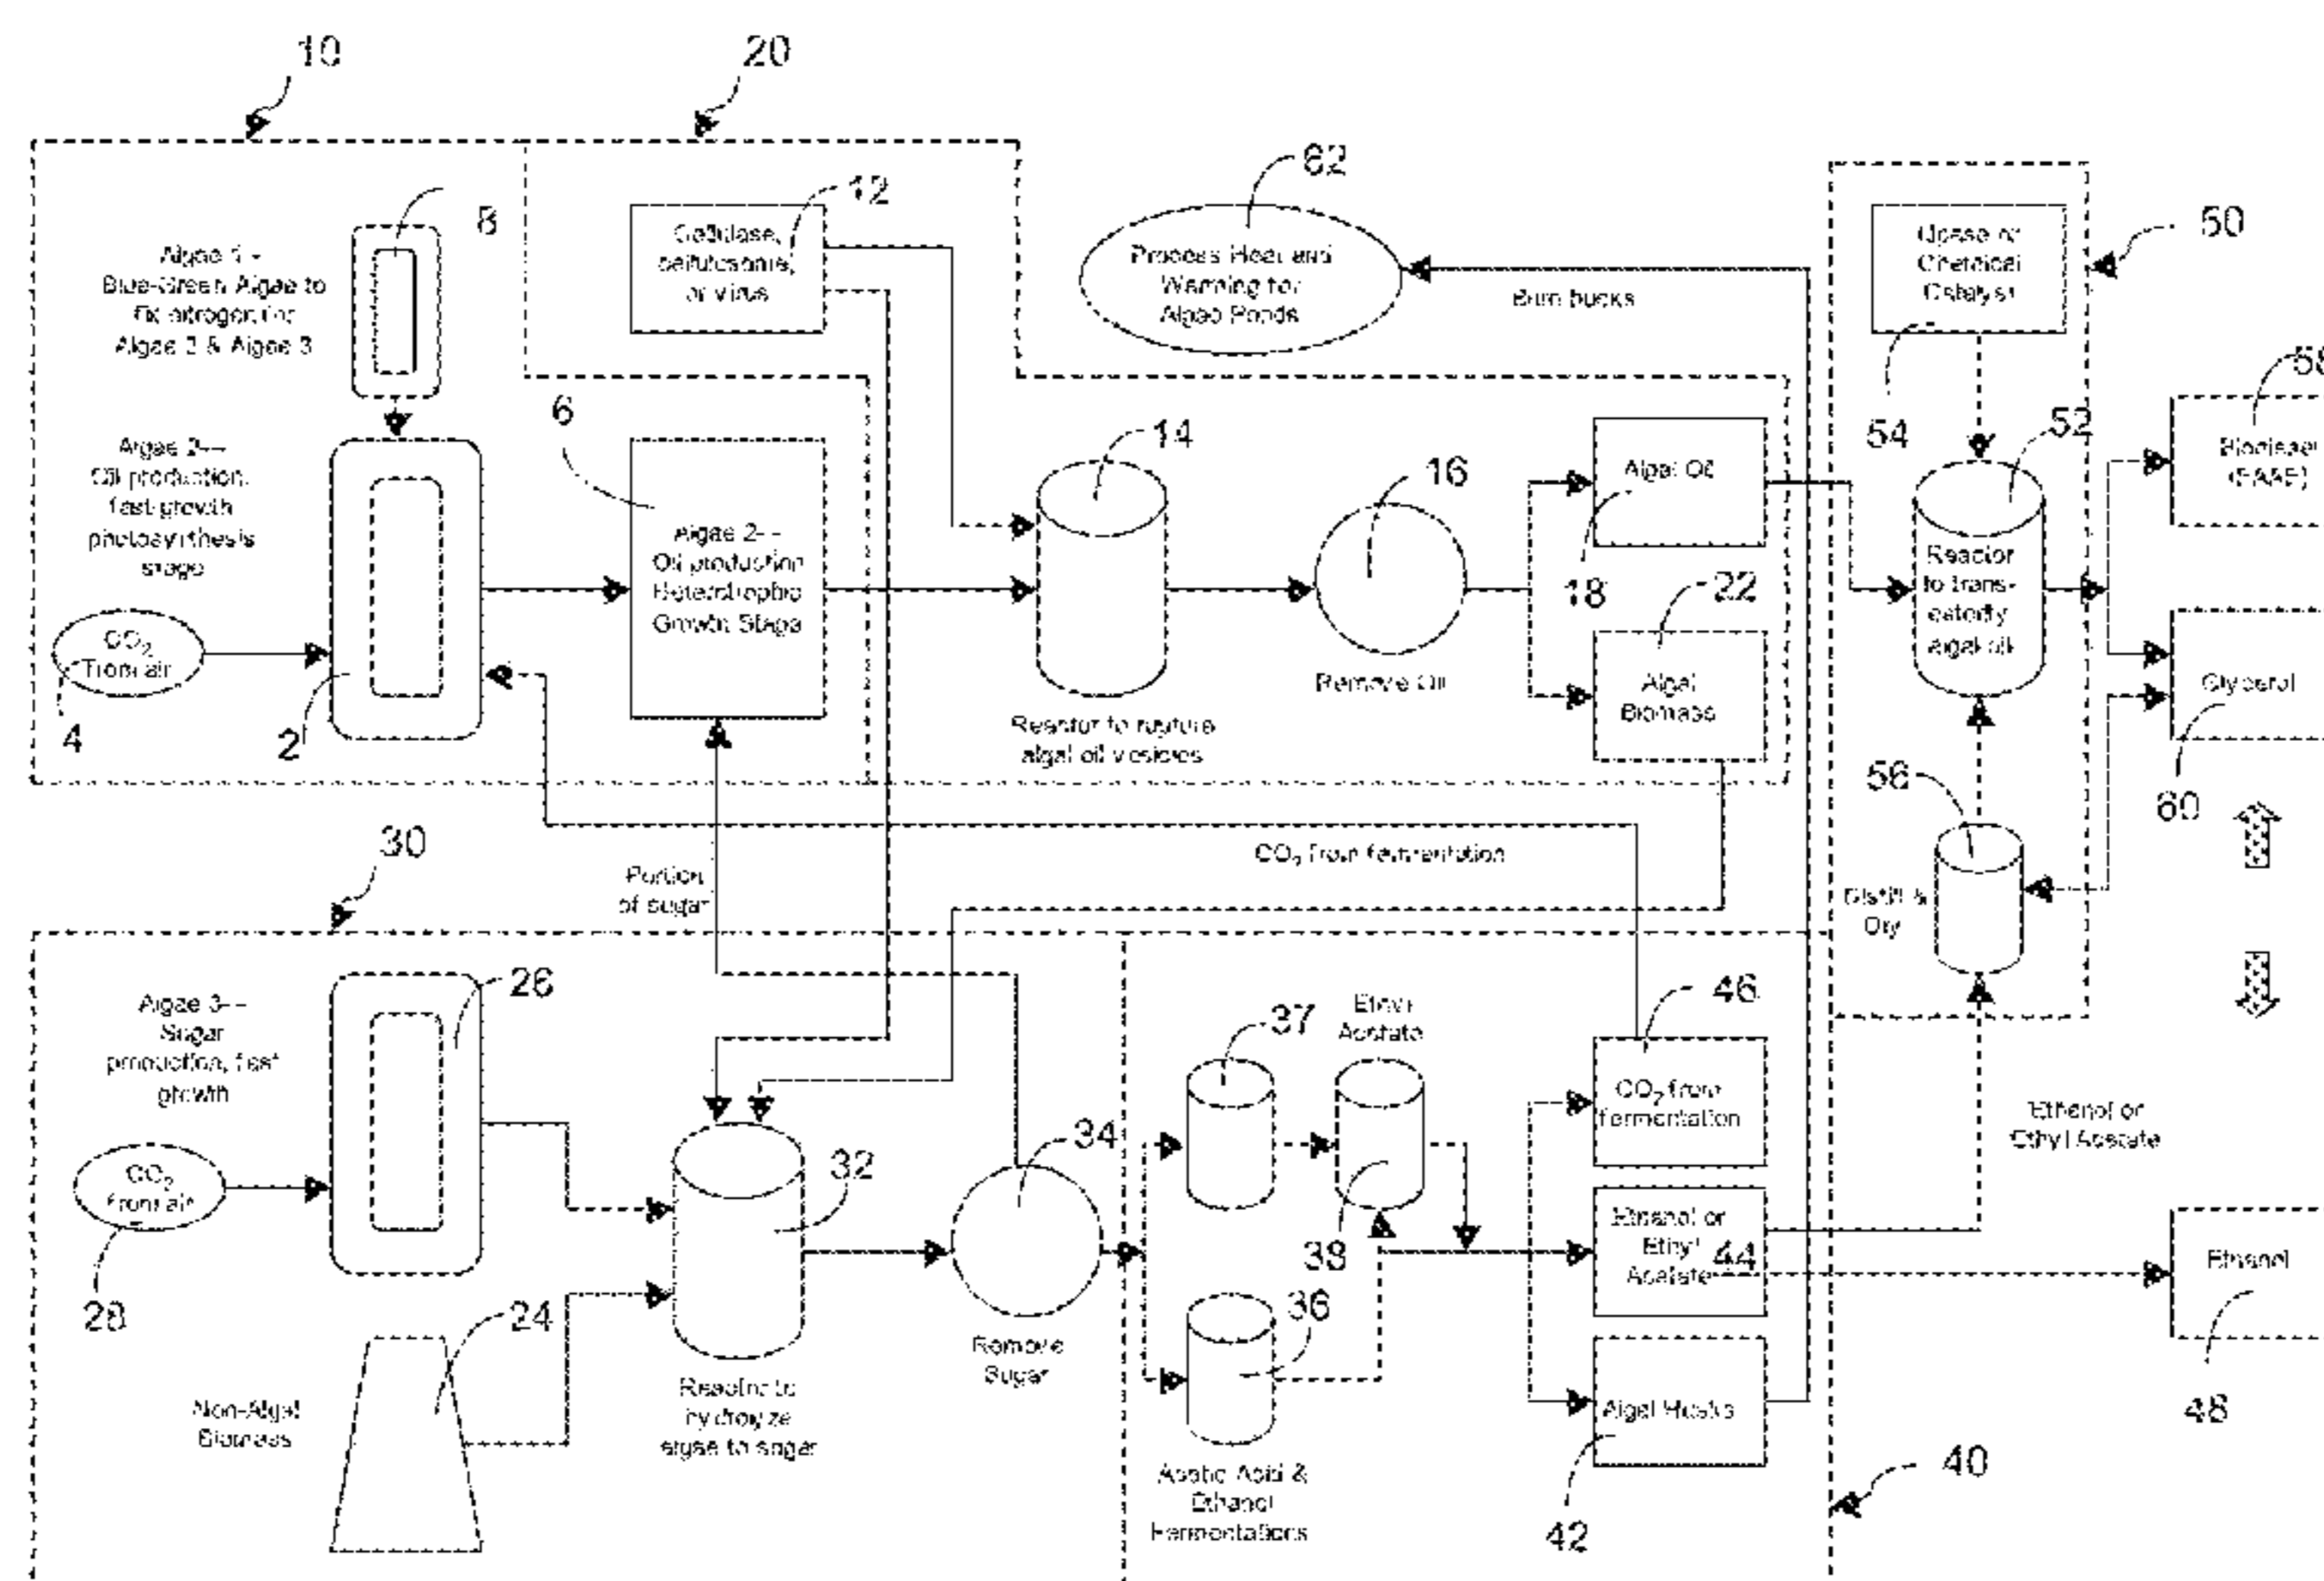 10
20
62
12
8
50
Cellulase,
cellulosome,
or virus
Algae 1 -
Blue-Green Algae to
fix nitrogen for
Algae 2 & Algae 3
Process Heat and
Warming for
Algae Ponds
Chemical
Catalyst
54
6
14
16
52
Algae 2---
Oil production,
fast-growth
photosynthesis
stage
Algal Oil
18
22
Biodiesel
Algae 2--
Oil production
Heterotrophic
Growth Stage
Reactor
to trans-
esterify
algal oil
CO2
from air
4
2
Remove Oil
Algal
Biomass
Glycerol
Reactor to rupture
algal oil vesicles
56
60
30
Portion
of sugar
CO2 from fermentation
Distill &
Dry
26
Algae 3---
Sugar
production, fast
growth
37
Ethyl
Acetate
46
CO2 from
fermentation
Ethanol or
Ethyl Acetate
34
32
CO2
from air
28
38
Ethanol or
Ethyl
Acetate
44
Ethanol
48
24
36
Remove
Sugar
Non-Algal
Biomass
Reactor to
hydrolyze
algae to sugar
Algal Husks
42
40
Acetic Acid &
Ethanol
Fermentations